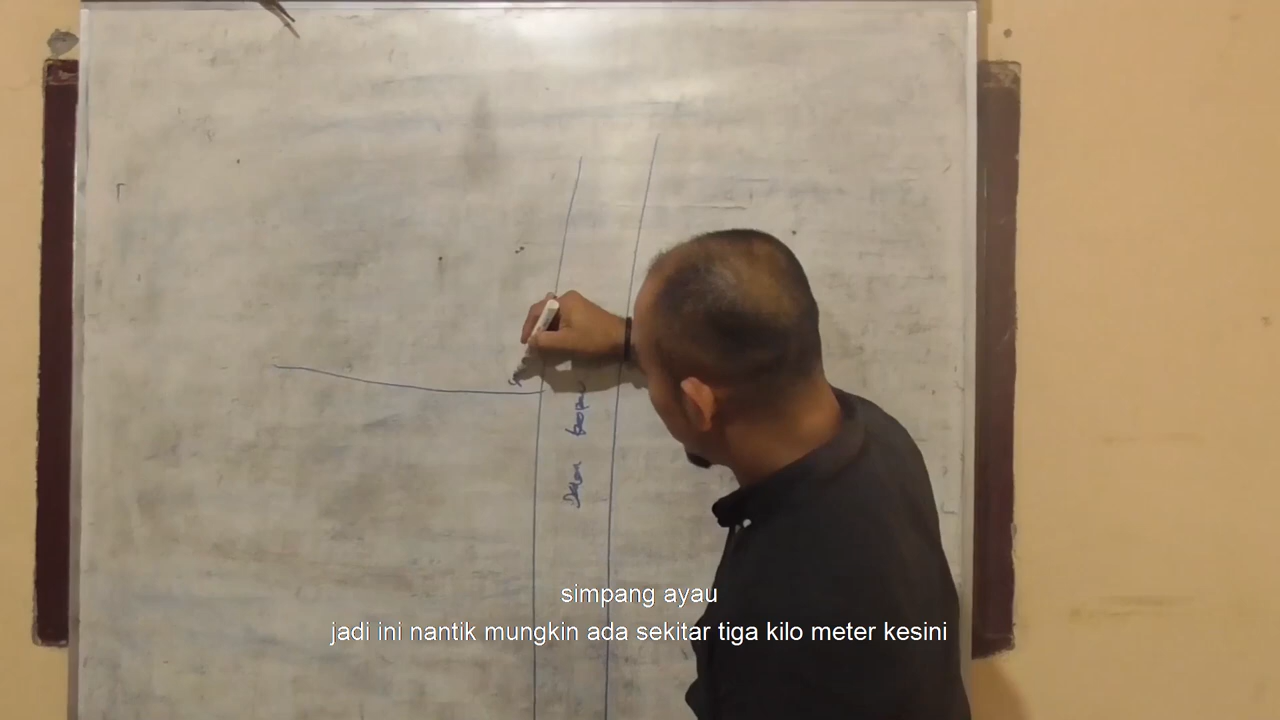 simpang ayau
jadi ini nantik mungkin ada sekitar tiga kilo meter kesini